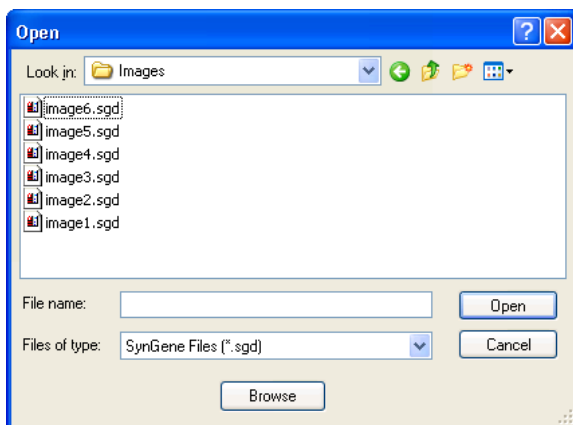 Open
Look in: Images
image6.sgd
image5.sgd
image4.sgd
image3.sgd
image2.sgd
image1.sgd
File name: Open
Files of type: SynGene Files (*.sgd) Cancel
Browse